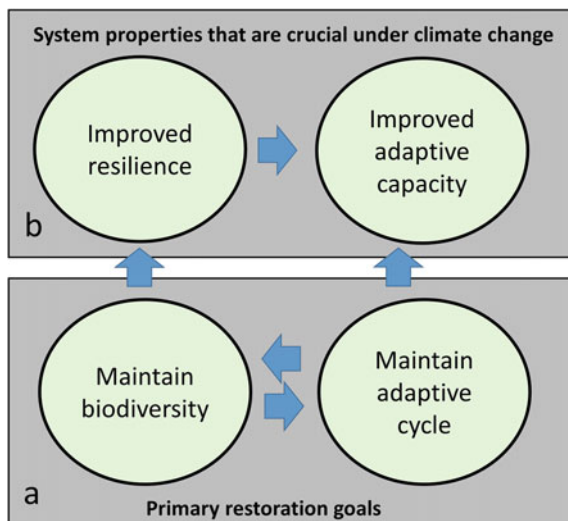 System properties that are crucial under climate change
Improved
resilience
Improved
adaptive
capacity
b
Maintain
biodiversity
Maintain
adaptive
cycle
a
Primary restoration goals